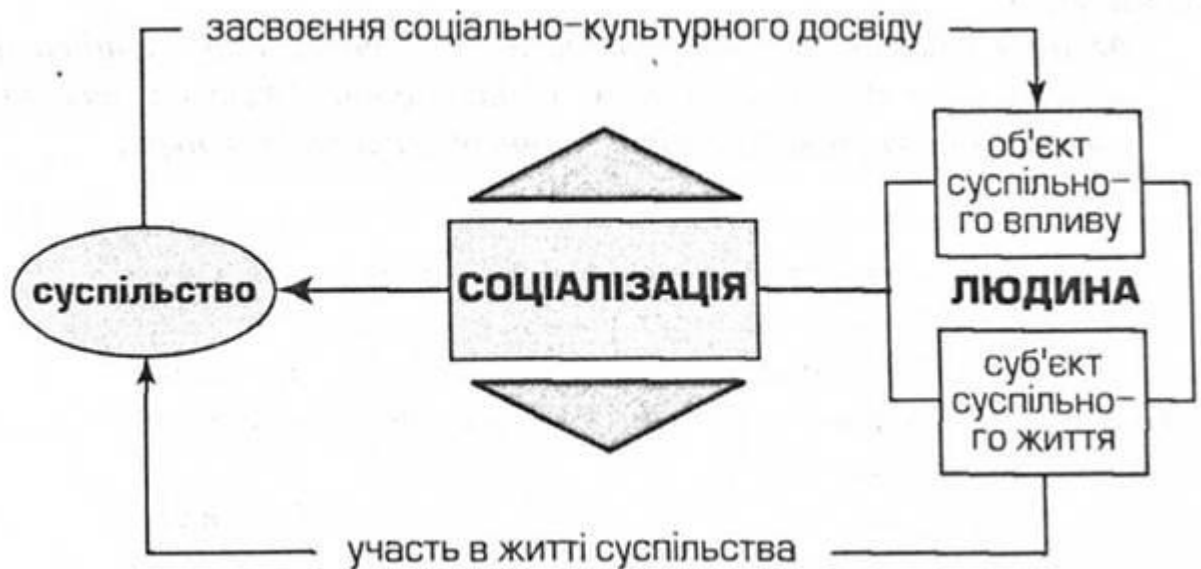 засвоєння соціально-культурного досвіду
об'єкт
суспільно-
го впливу
суспільство
СОЦІАЛІЗАЦІЯ
ЛЮДИНА
суб'єкт
суспільно-
го життя
участь в житті суспільства